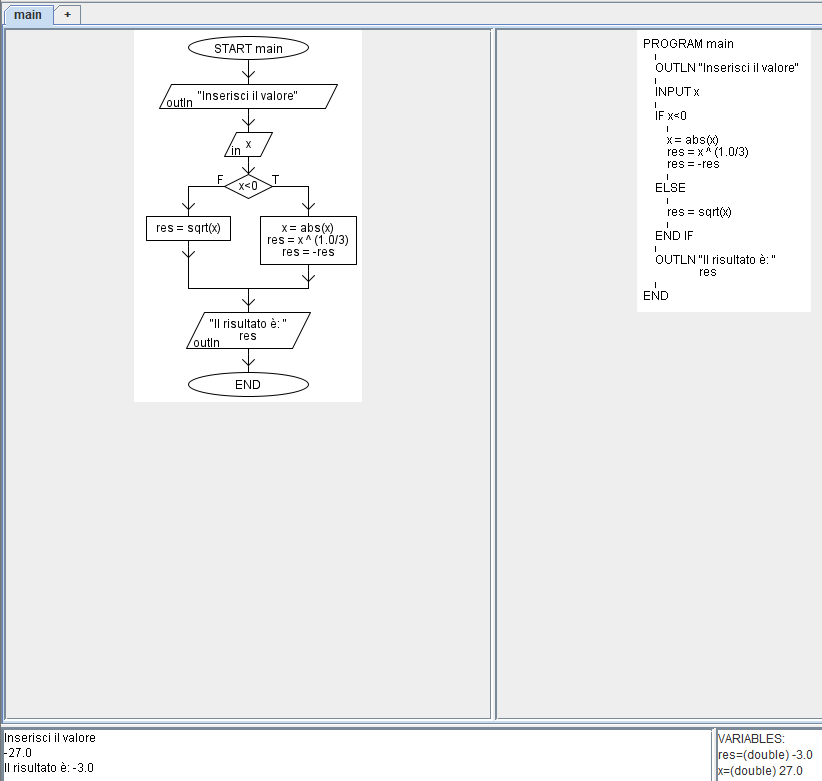 main
+
START main
"Inserisci il valore"
outln
x
in
F
x<0
T
res = sqrt(x)
x = abs(x)
res = x ^ (1.0/3)
res = -res
"Il risultato è: "
res
outln
END
PROGRAM main
OUTLN "Inserisci il valore"
INPUT x
IF x<0
x = abs(x)
res = x ^ (1.0/3)
res = -res
ELSE
res = sqrt(x)
END IF
OUTLN "Il risultato è: "
res
END
Inserisci il valore
-27.0
Il risultato è: -3.0
VARIABLES:
res=(double) -3.0
x=(double) 27.0